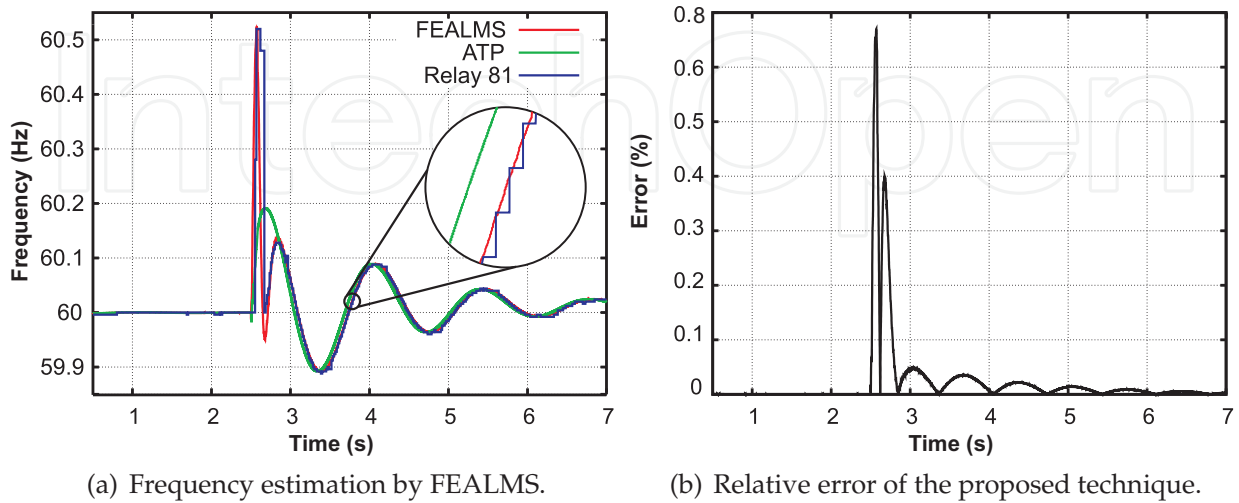 60.5
60.4
60.3
60.2
60.1
60
59.9
Frequency (Hz)
1 2 3 4 5 6 7
Time (s)
FEALMS
ATP
Relay 81
(a) Frequency estimation by FEALMS.
0.8
0.6
0.5
0.4
0.3
0.2
0.1
0
Error (%)
1 2 3 4 5 6 7
Time (s)
(b) Relative error of the proposed technique.
IntechOpen